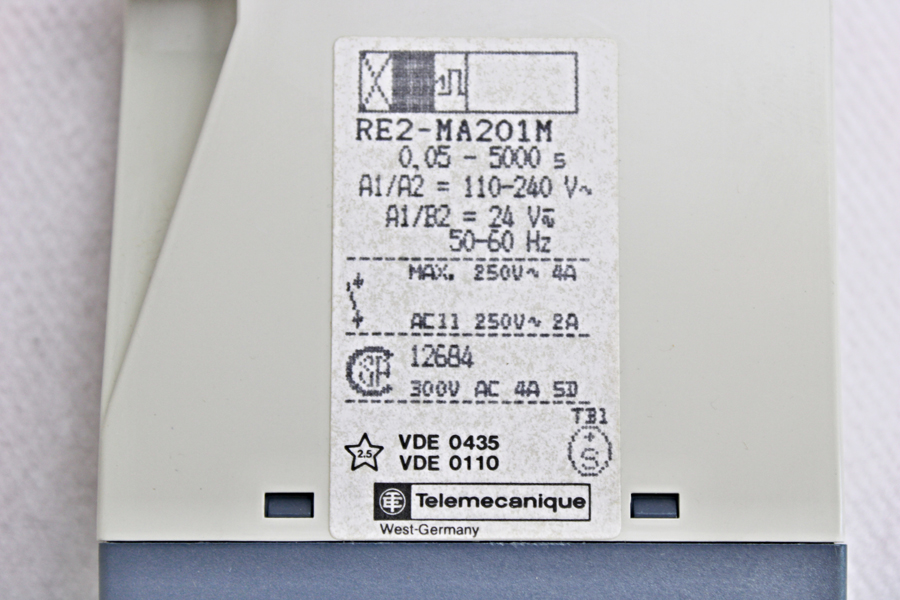 RE2-MA201M
0,05 - 5000 s
A1/A2 = 110-240 V~
A1/B2 = 24 V≂
50-60 Hz
MAX. 250V~ 4A
AC11 250V~ 2A
12684
300V AC 4A 5D
TB1
+
S
2.5
VDE 0435
VDE 0110
TE Telemecanique
West-Germany